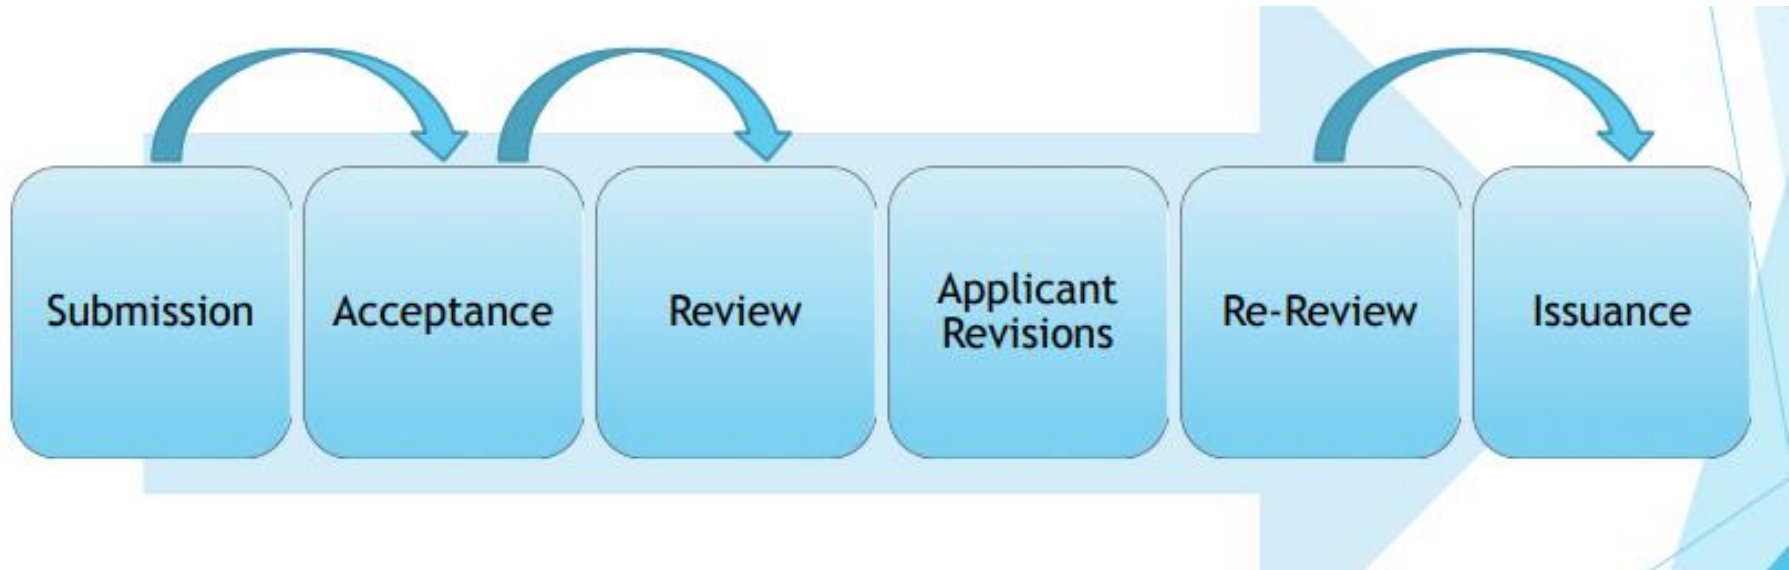 Submission
Acceptance
Review
Applicant
Revisions
Re-Review
Issuance